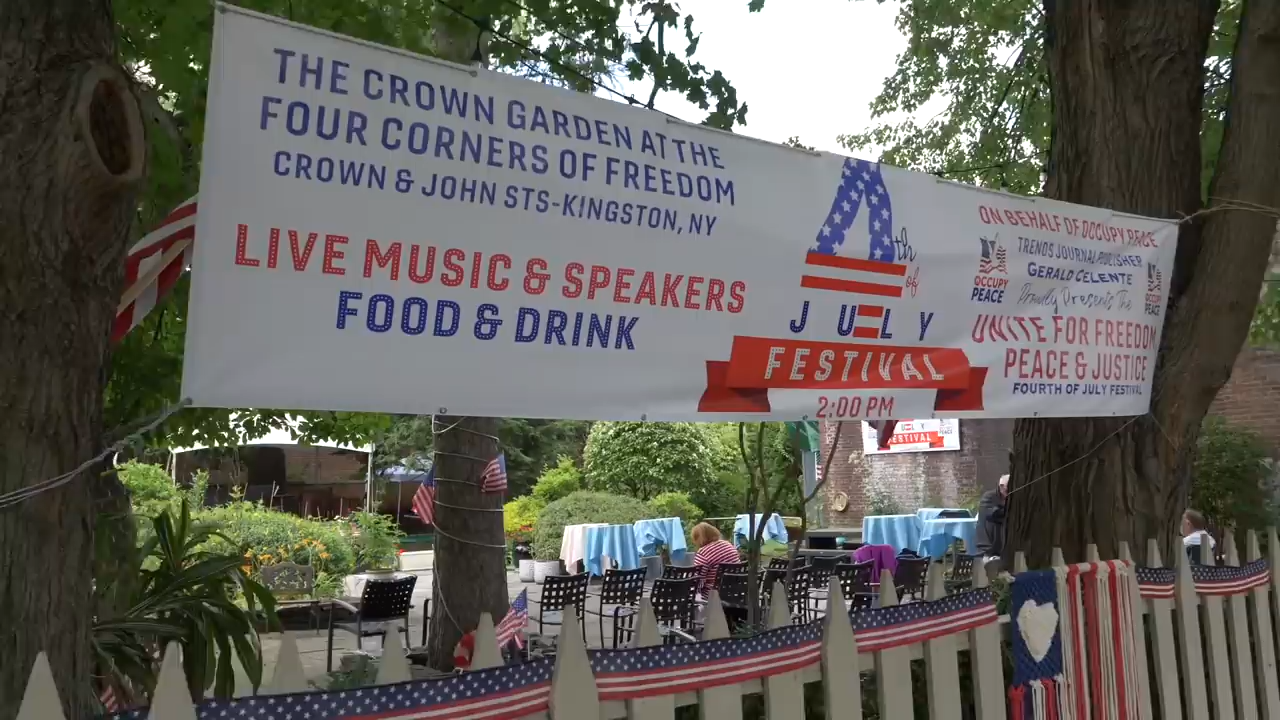 THE CROWN GARDEN AT THE
FOUR CORNERS OF FREEDOM
CROWN & JOHN STS-KINGSTON, NY
LIVE MUSIC & SPEAKERS
FOOD & DRINK
4th
of
JULY
FESTIVAL
2:00 PM
ON BEHALF OF OCCUPY PEACE
TRENDS JOURNAL PUBLISHER
GERALD CELENTE
Proudly Presents The
OCCUPY
PEACE
OCCUPY
PEACE
UNITE FOR FREEDOM
PEACE & JUSTICE
FOURTH OF JULY FESTIVAL
FESTIVAL